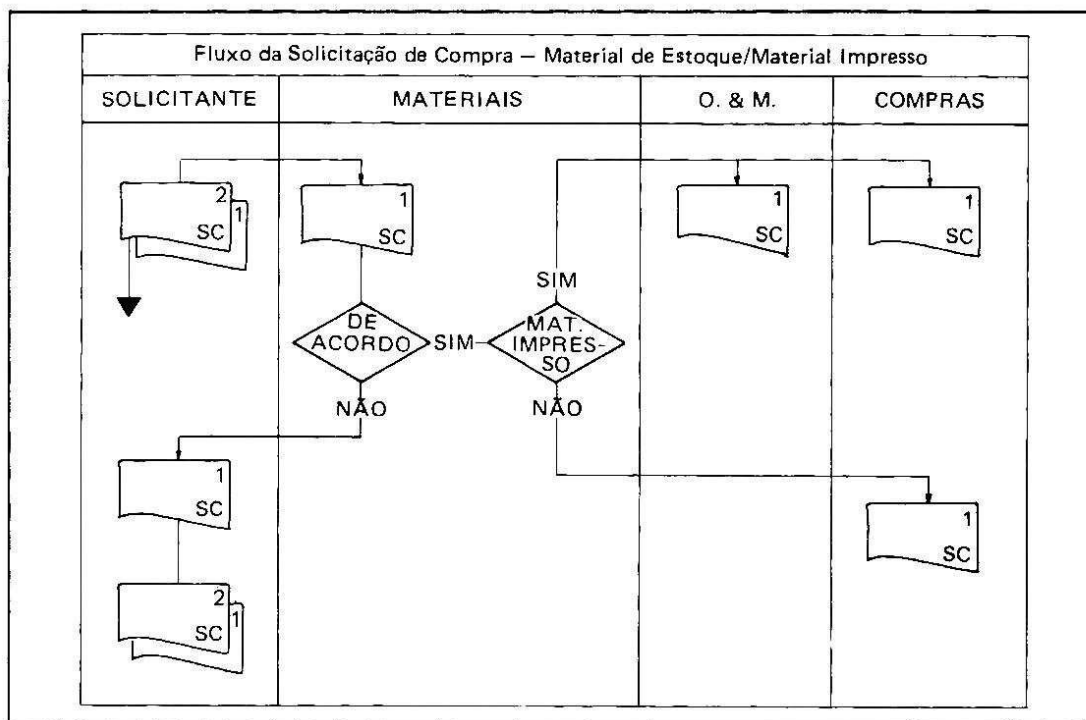 Fluxo da Solicitação de Compra – Material de Estoque/Material Impresso
SOLICITANTE
MATERIAIS
O. & M.
COMPRAS
2
1
SC
1
SC
1
SC
1
SC
DE
ACORDO
SIM
SIM
MAT.
IMPRES-
SO
NÃO
NÃO
1
SC
1
SC
2
1
SC